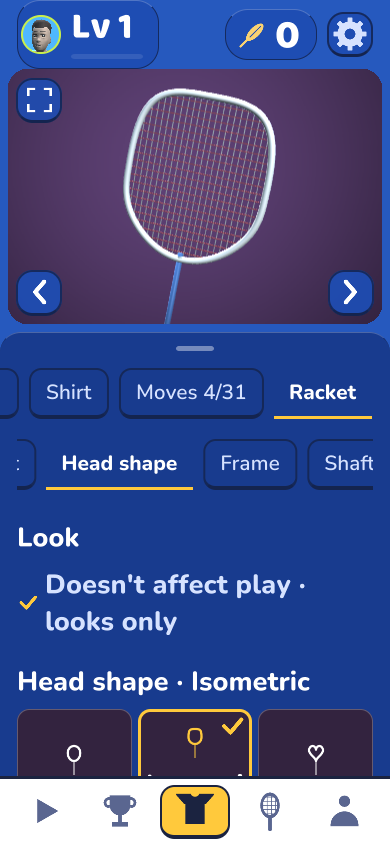 Lv 1
0
Shirt
Moves 4/31
Racket
Head shape
Frame
Shaft
Look
Doesn't affect play ·
looks only
Head shape · Isometric